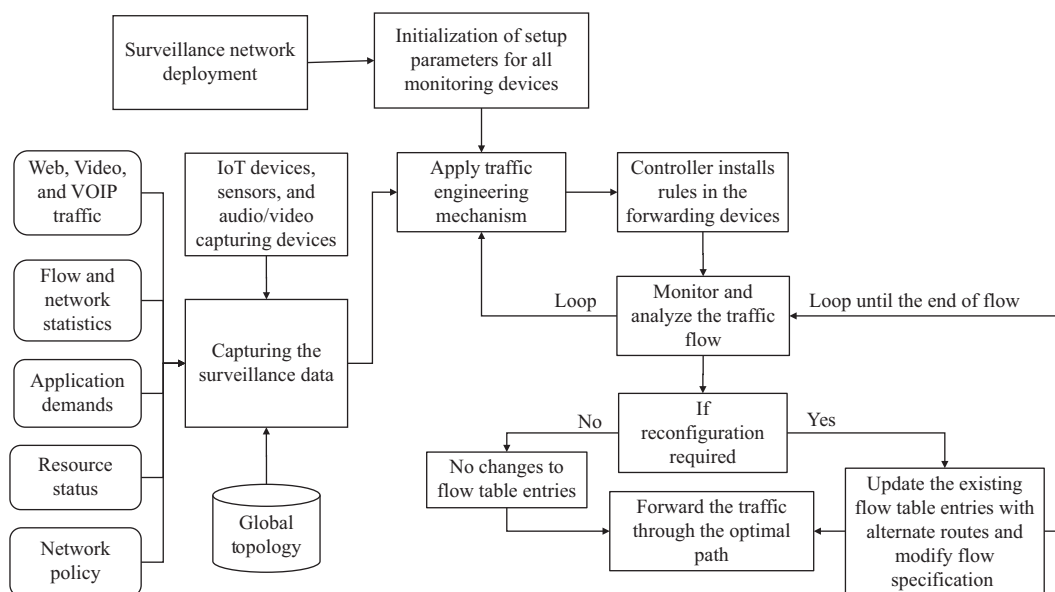 Surveillance network
deployment
Initialization of setup
parameters for all
monitoring devices
Web, Video,
and VOIP
traffic
IoT devices,
sensors, and
audio/video
capturing devices
Apply traffic
engineering
mechanism
Controller installs
rules in the
forwarding devices
Flow and
network
statistics
Capturing the
surveillance data
Loop
Monitor and
analyze the traffic
flow
Loop until the end of flow
Application
demands
No
If
reconfiguration
required
Yes
Resource
status
Global
topology
No changes to
flow table entries
Forward the traffic
through the optimal
path
Update the existing
flow table entries with
alternate routes and
modify flow
specification
Network
policy